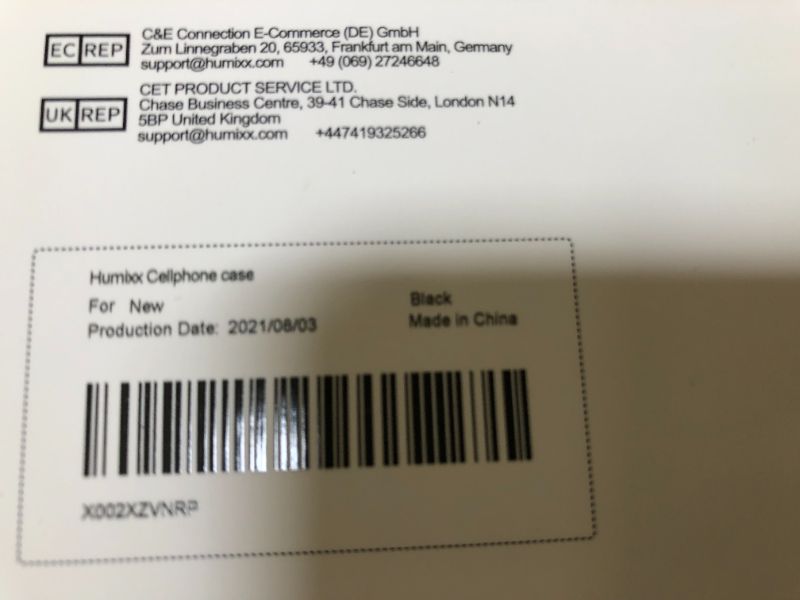 EC REP
C&E Connection E-Commerce (DE) GmbH
Zum Linnegraben 20, 65933, Frankfurt am Main, Germany
support@humixx.com +49 (069) 27246648
UK REP
CET PRODUCT SERVICE LTD.
Chase Business Centre, 39-41 Chase Side, London N14
5BP United Kingdom
support@humixx.com +447419325266
Humixx Cellphone case
For New Black
Production Date: 2021/08/03 Made in China
X002XZVNRP